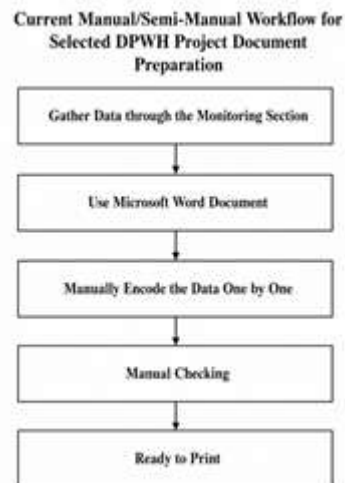 Current Manual/Semi-Manual Workflow for
Selected DPWH Project Document
Preparation
Gather Data through the Monitoring Section
Use Microsoft Word Document
Manually Encode the Data One by One
Manual Checking
Ready to Print